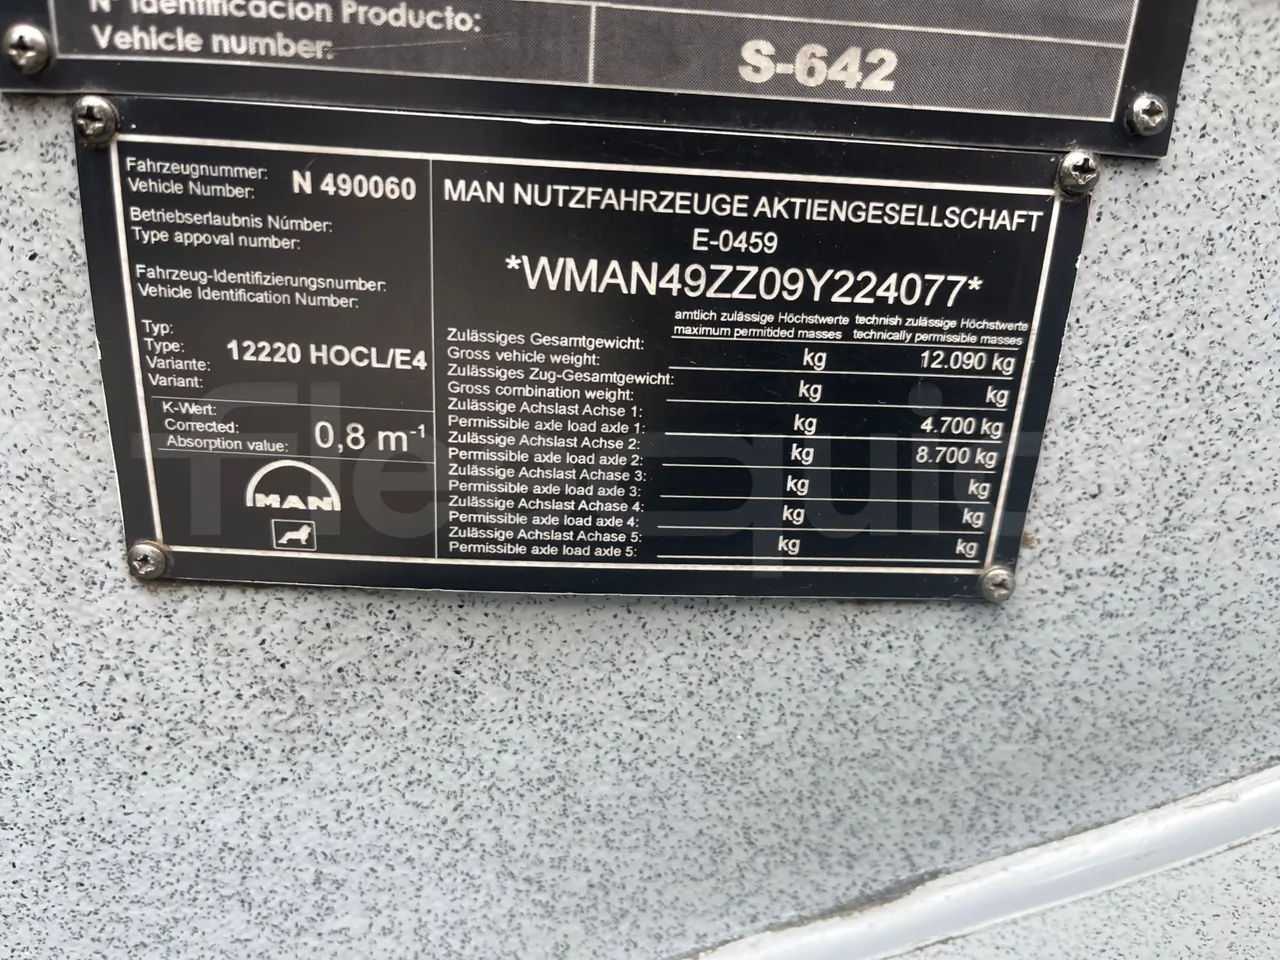 Nº Identificación Producto:
Vehicle number:
S-642
Fahrzeugnummer:
Vehicle Number:
N 490060
Betriebserlaubnis Númber:
Type appoval number:
Fahrzeug-Identifizierungsnumber:
Vehicle Identification Number:
Typ:
Type:
12220 HOCL/E4
Variante:
Variant:
K-Wert:
Corrected:
Absorption value:
0,8 m⁻¹
MAN
MAN NUTZFAHRZEUGE AKTIENGESELLSCHAFT
E-0459
*WMAN49ZZ09Y224077*
amtlich zulässige Höchstwerte technish zulässige Höchstwerte
maximum permitided masses technically permissible masses
Zulässiges Gesamtgewicht:
Gross vehicle weight: kg 12.090 kg
Zulässiges Zug-Gesamtgewicht:
Gross combination weight: kg kg
Zulässige Achslast Achse 1:
Permissible axle load axle 1: kg 4.700 kg
Zulässige Achslast Achse 2:
Permissible axle load axle 2: kg 8.700 kg
Zulässige Achslast Achase 3:
Permissible axle load axle 3: kg kg
Zulässige Achslast Achase 4:
Permissible axle load axle 4: kg kg
Zulässige Achslast Achase 5:
Permissible axle load axle 5: kg kg